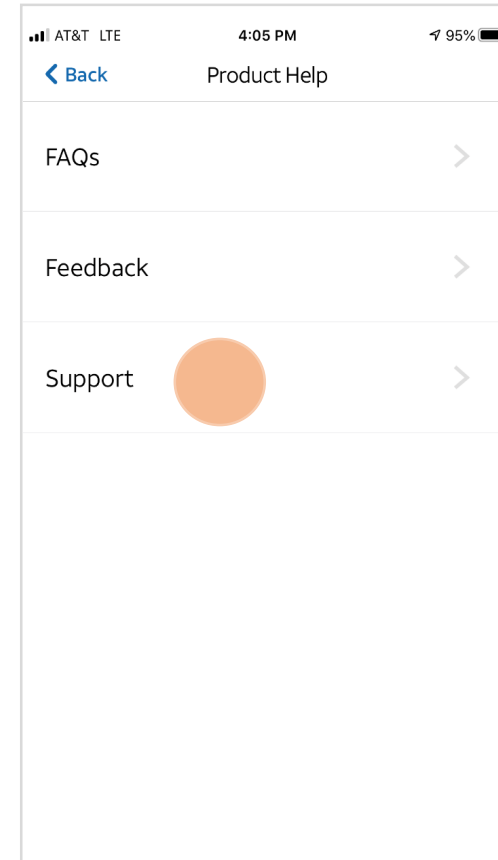 AT&T LTE 4:05 PM 95%
Back Product Help
FAQs
Feedback
Support